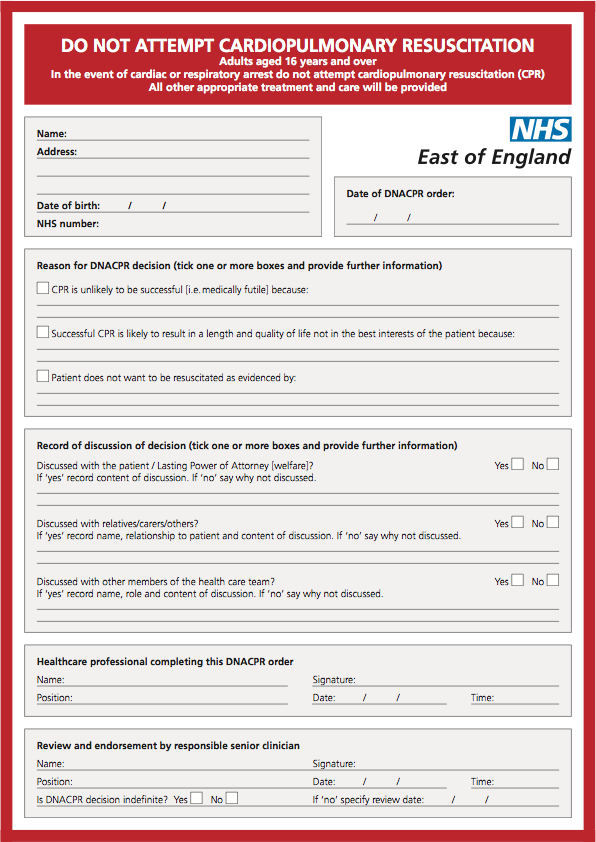 DO NOT ATTEMPT CARDIOPULMONARY RESUSCITATION
Adults aged 16 years and over
In the event of cardiac or respiratory arrest do not attempt cardiopulmonary resuscitation (CPR)
All other appropriate treatment and care will be provided
Name:
Address:
Date of birth: / /
NHS number:
NHS
East of England
Date of DNACPR order:
/ /
Reason for DNACPR decision (tick one or more boxes and provide further information)
CPR is unlikely to be successful [i.e. medically futile] because:
Successful CPR is likely to result in a length and quality of life not in the best interests of the patient because:
Patient does not want to be resuscitated as evidenced by:
Record of discussion of decision (tick one or more boxes and provide further information)
Discussed with the patient / Lasting Power of Attorney [welfare]? Yes No
If 'yes' record content of discussion. If 'no' say why not discussed.
Discussed with relatives/carers/others? Yes No
If 'yes' record name, relationship to patient and content of discussion. If 'no' say why not discussed.
Discussed with other members of the health care team? Yes No
If 'yes' record name, role and content of discussion. If 'no' say why not discussed.
Healthcare professional completing this DNACPR order
Name: Signature:
Position: Date: / / Time:
Review and endorsement by responsible senior clinician
Name: Signature:
Position: Date: / / Time:
Is DNACPR decision indefinite? Yes No If 'no' specify review date: / /